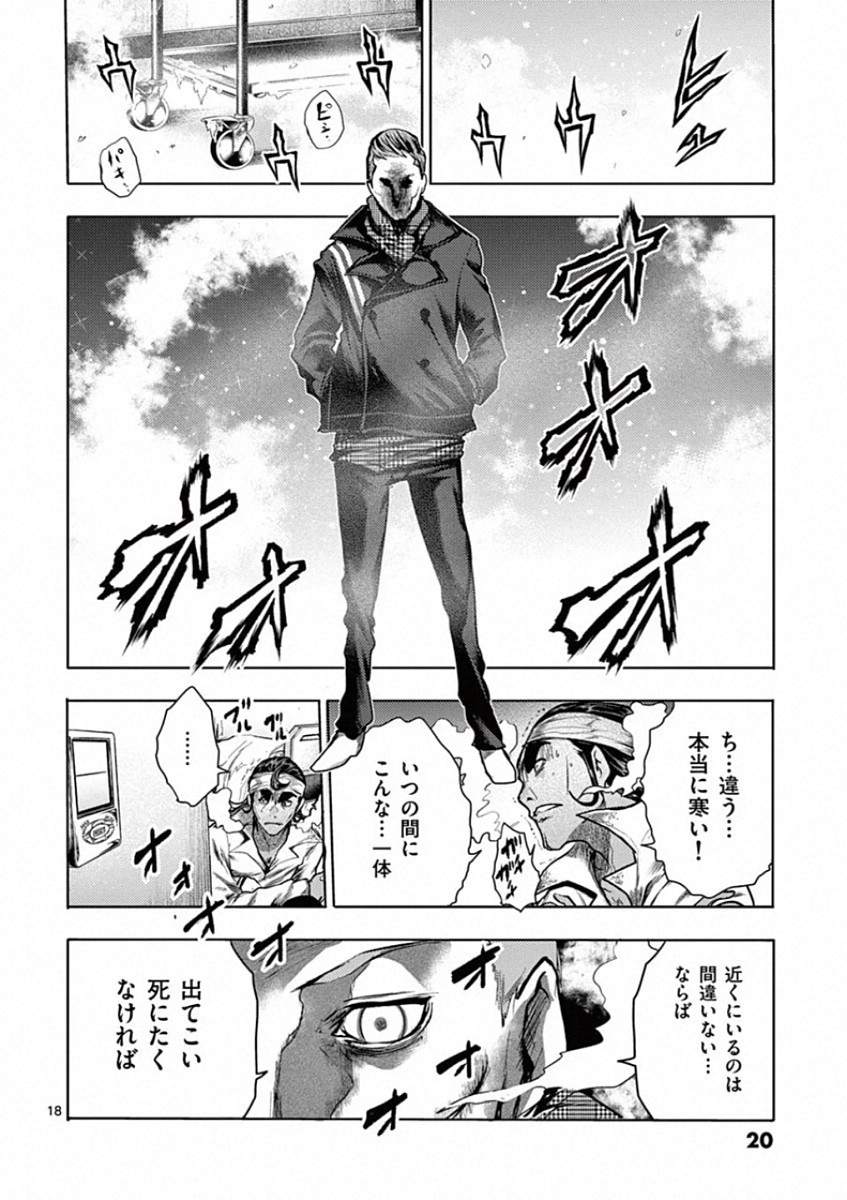 ヒュウウ
ウウウ
ピシ…
パキ…
オオオオオオ
ち…違う…
本当に寒い！
ガチ
ガチ
いつの間に
こんな…一体
ブル
ブル
……
オオオオオ
近くにいるのは
間違いない…
ならば
出てこい
死にたく
なければ
18
20